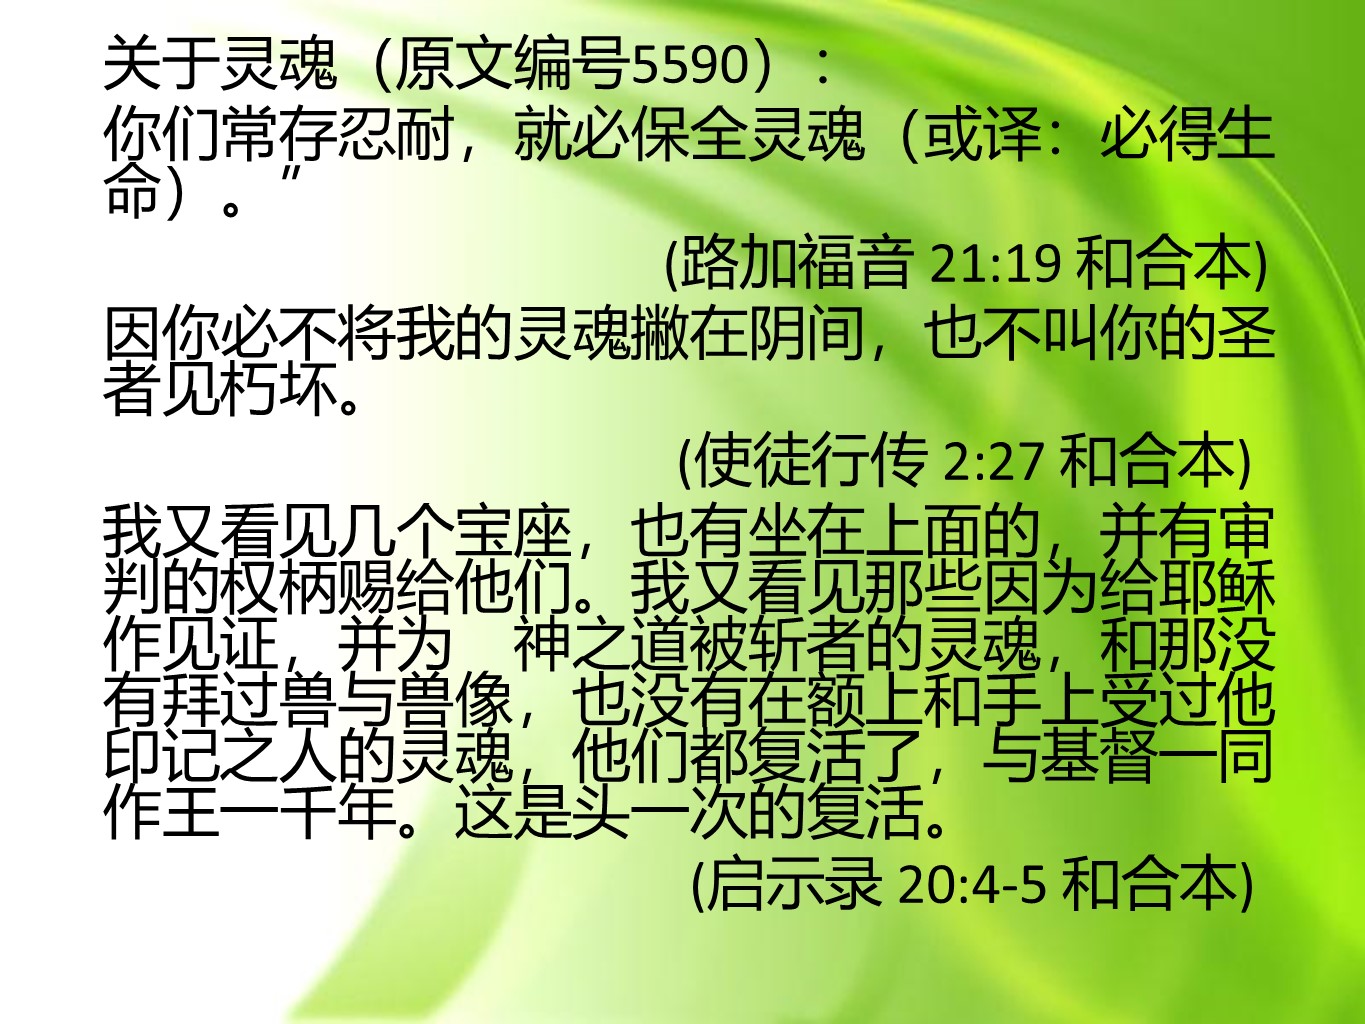 关于灵魂（原文编号5590）：
你们常存忍耐，就必保全灵魂（或译：必得生
命）。”
(路加福音 21:19 和合本)
因你必不将我的灵魂撇在阴间，也不叫你的圣
者见朽坏。
(使徒行传 2:27 和合本)
我又看见几个宝座，也有坐在上面的，并有审
判的权柄赐给他们。我又看见那些因为给耶稣
作见证，并为　神之道被斩者的灵魂，和那没
有拜过兽与兽像，也没有在额上和手上受过他
印记之人的灵魂，他们都复活了，与基督一同
作王一千年。这是头一次的复活。
(启示录 20:4-5 和合本)